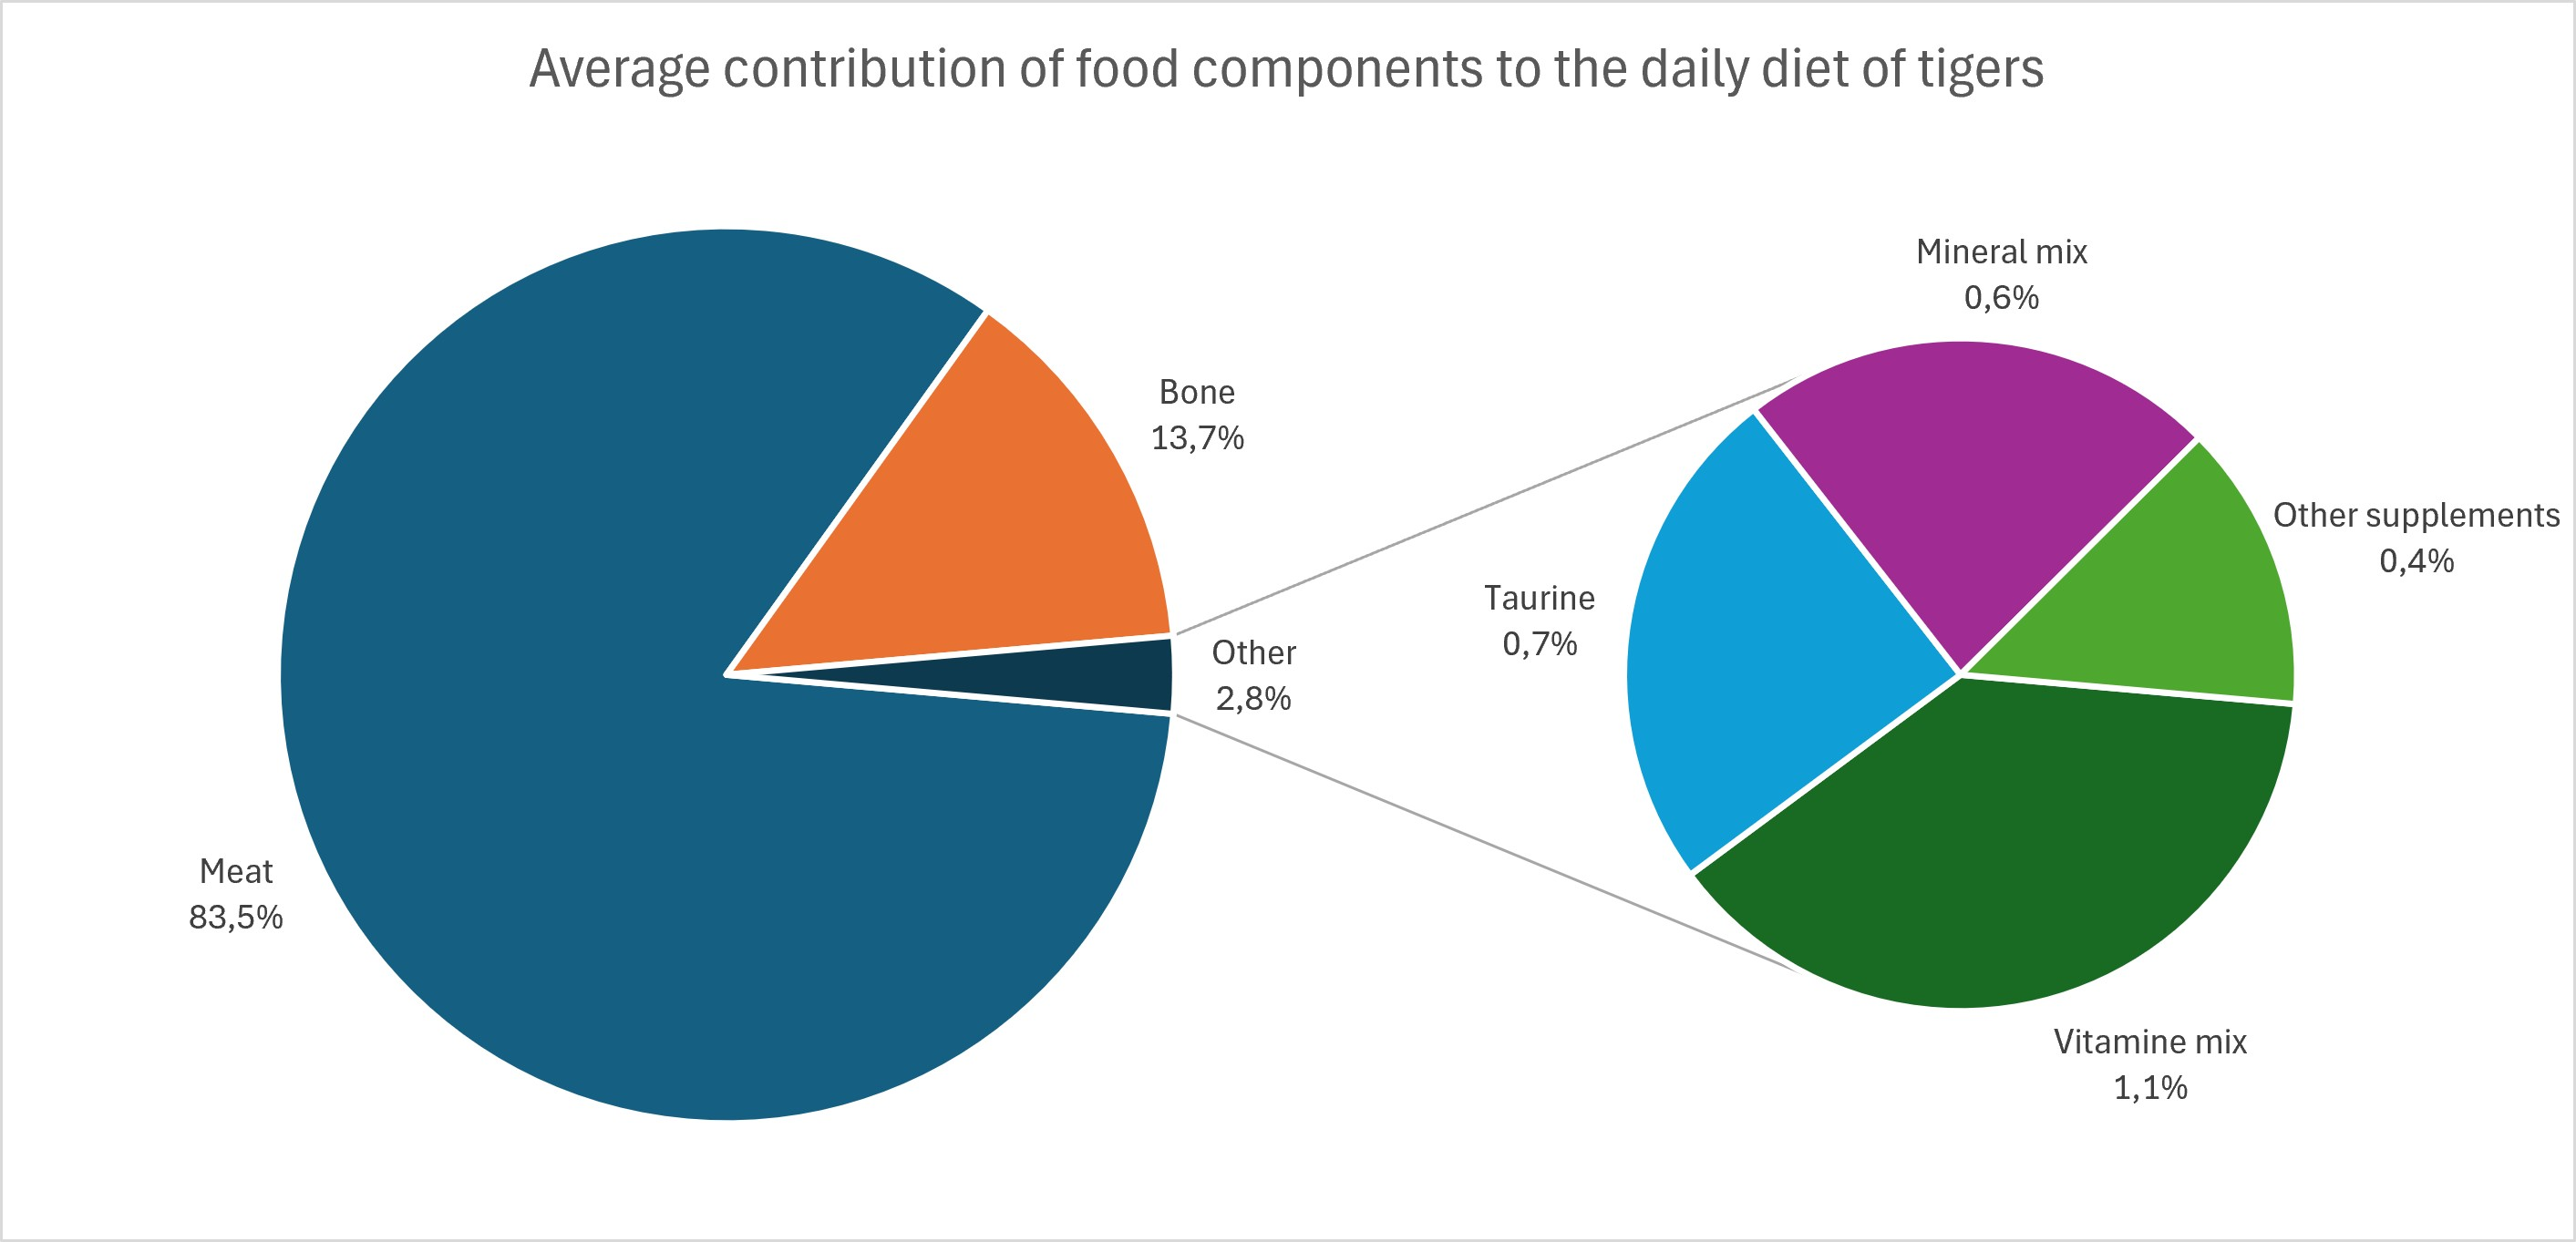 Average contribution of food components to the daily diet of tigers
Meat
83,5%
Bone
13,7%
Other
2,8%
Taurine
0,7%
Mineral mix
0,6%
Other supplements
0,4%
Vitamine mix
1,1%